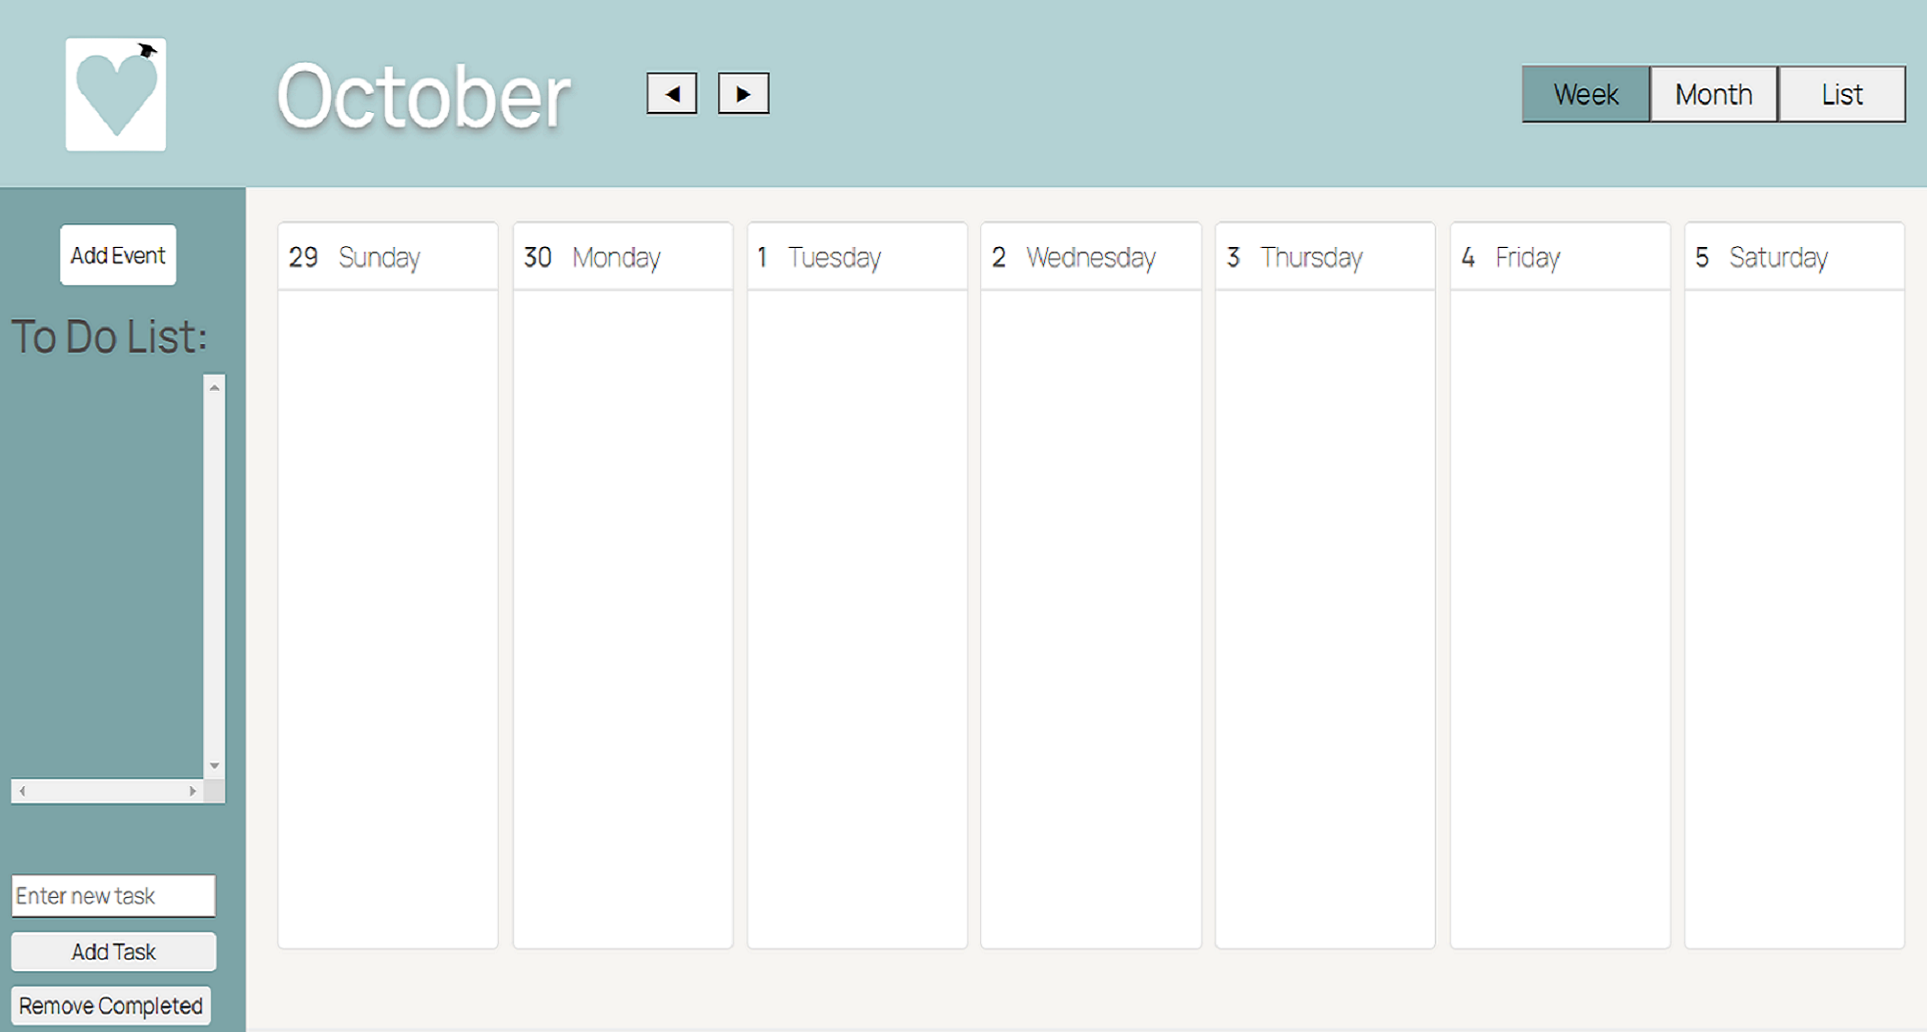 October
◀ ▶
Week Month List
Add Event
To Do List:
29 Sunday
30 Monday
1 Tuesday
2 Wednesday
3 Thursday
4 Friday
5 Saturday
Enter new task
Add Task
Remove Completed